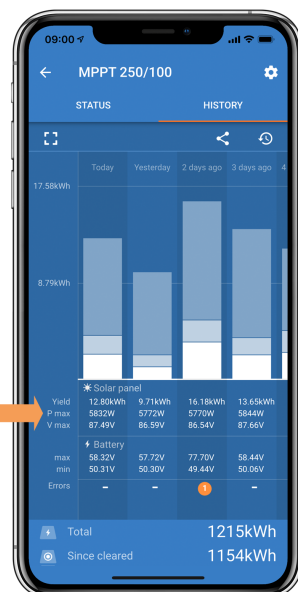 09:00
MPPT 250/100
STATUS HISTORY
Today Yesterday 2 days ago 3 days ago 4
17.58kWh
8.79kWh
Solar panel
Yield 12.80kWh 9.71kWh 16.18kWh 13.65kWh
P max 5832W 5772W 5770W 5844W
V max 87.49V 86.59V 86.54V 87.66V
Battery
max 58.32V 57.72V 77.70V 58.44V
min 50.31V 50.30V 49.44V 50.06V
Errors – – 1 –
Total 1215kWh
Since cleared 1154kWh